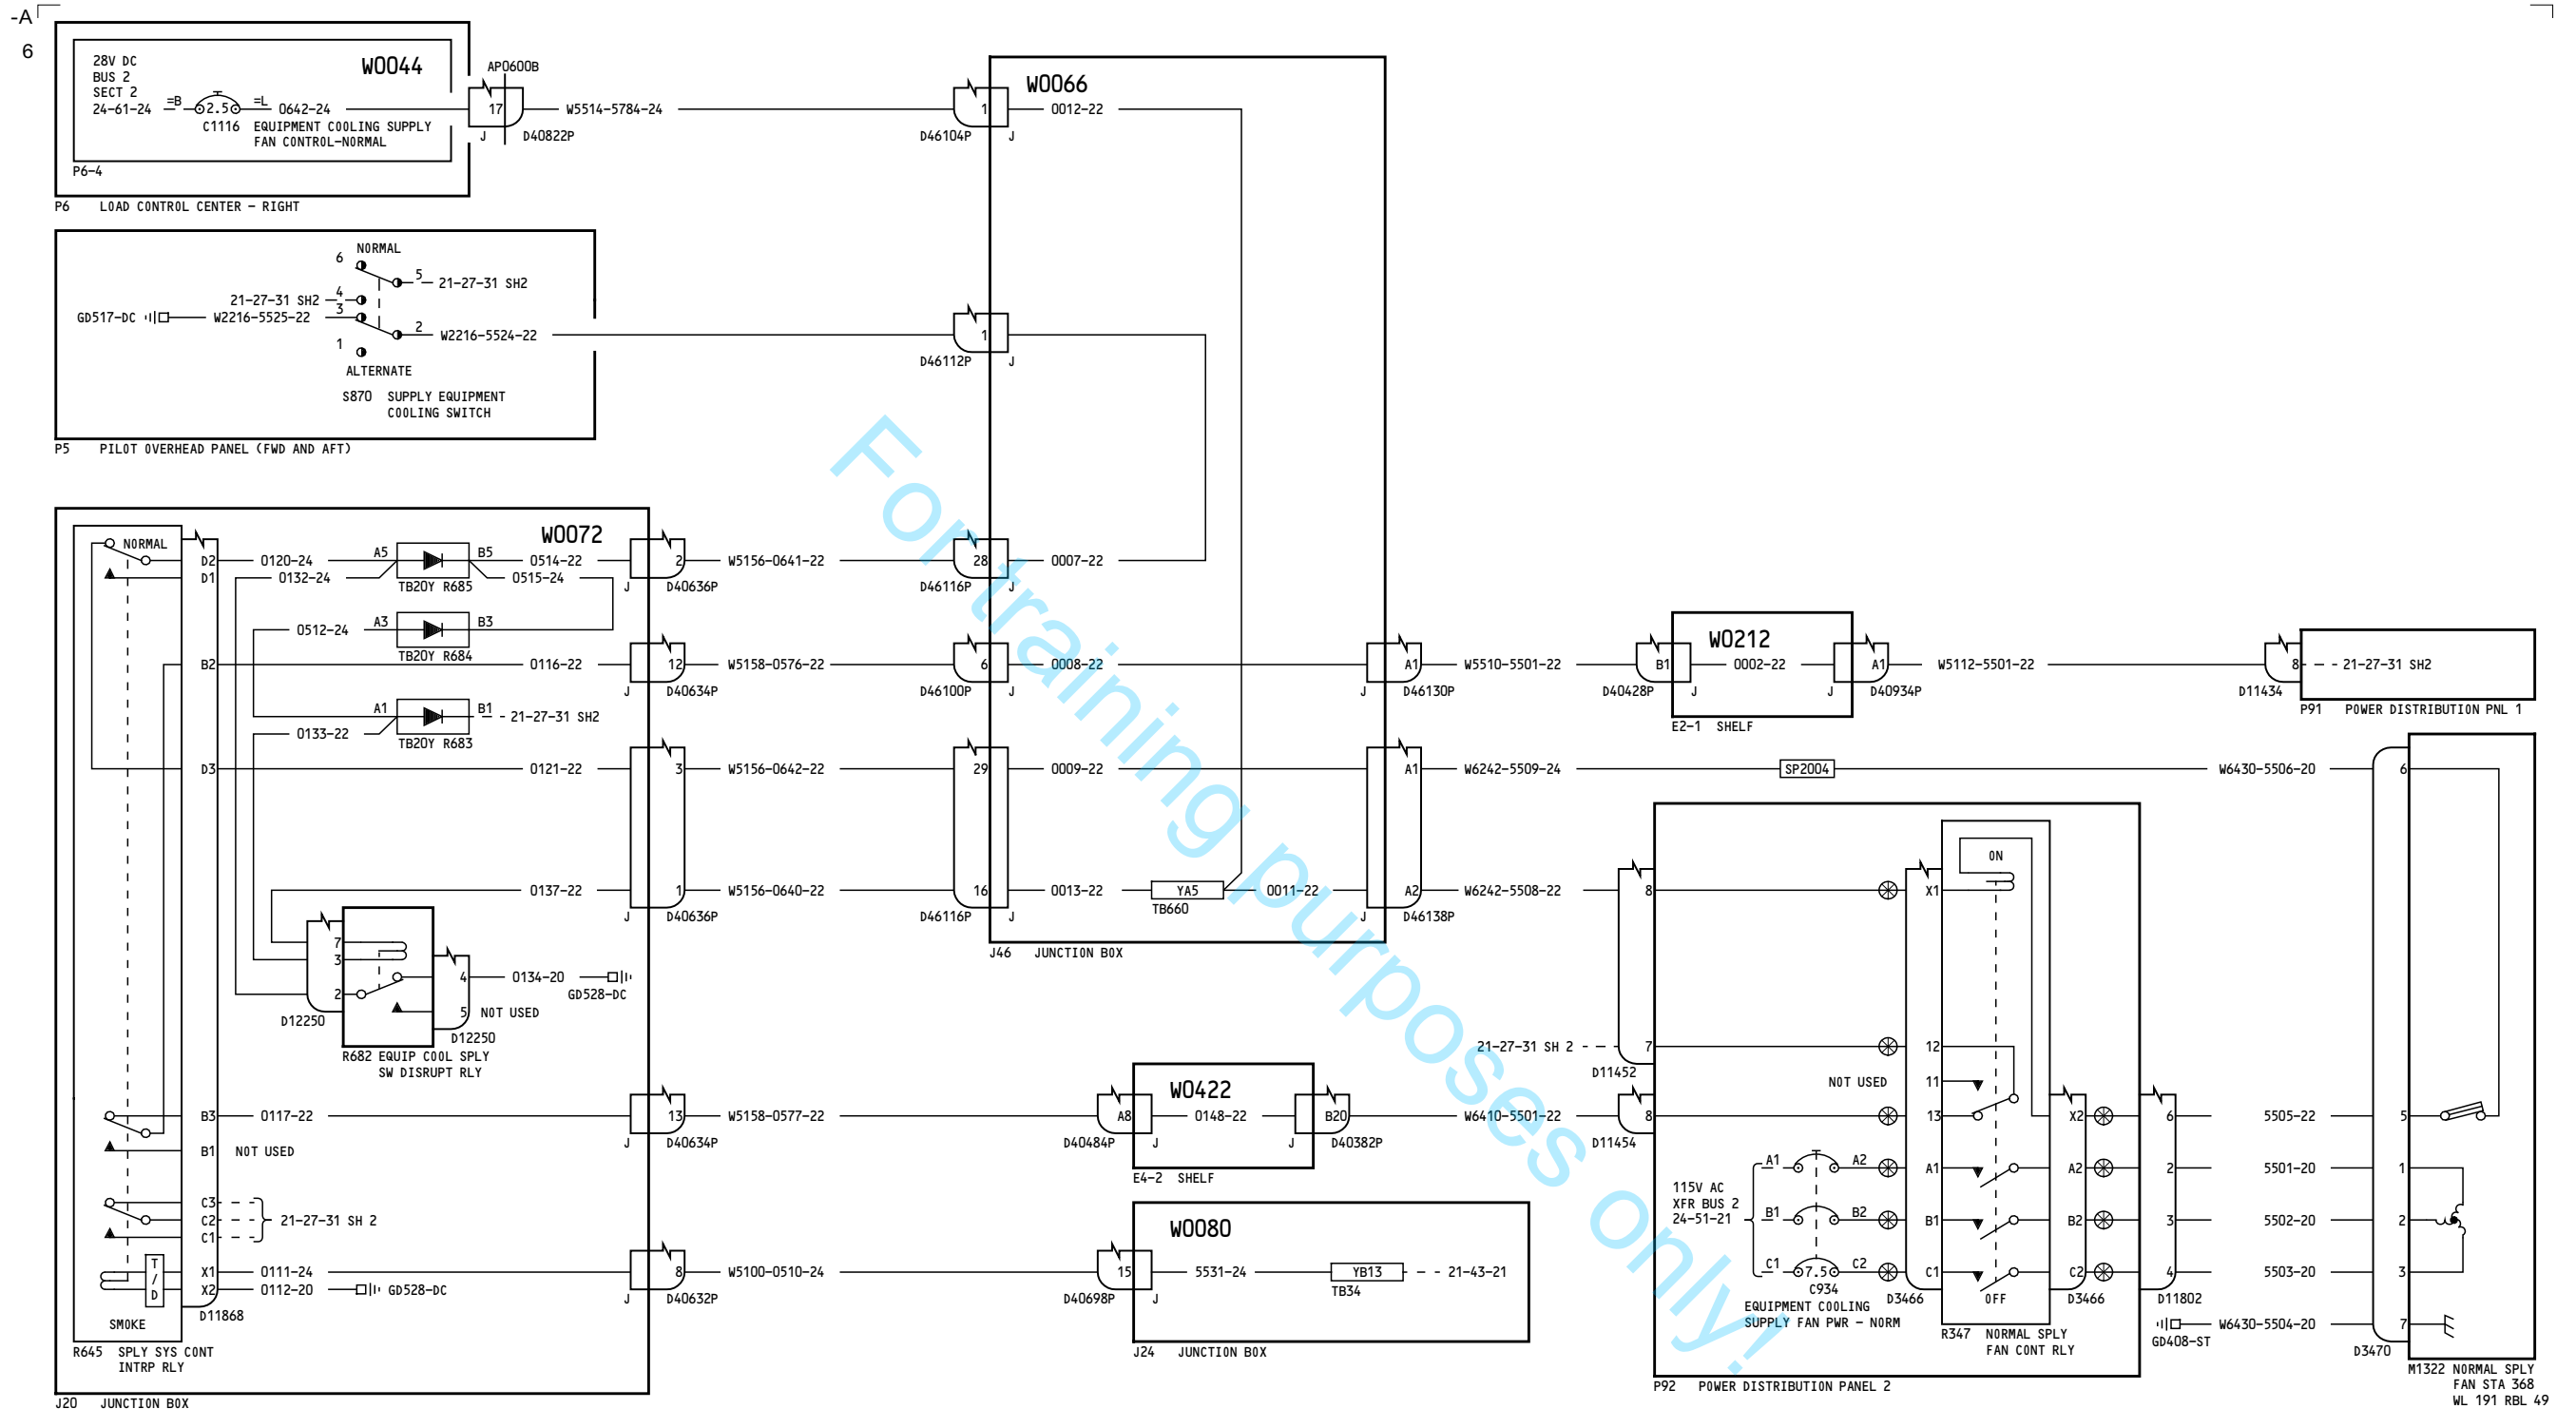 -A
6
28V DC
BUS 2
SECT 2
24-61-24
=B
2.5
=L
0642-24
C1116 EQUIPMENT COOLING SUPPLY
FAN CONTROL-NORMAL
W0044
P6-4
P6 LOAD CONTROL CENTER - RIGHT
AP0600B
17
J
D40822P
W5514-5784-24
1
D46104P
J
W0066
0012-22
NORMAL
6
5
21-27-31 SH2
21-27-31 SH2
4
GD517-DC
W2216-5525-22
3
2
W2216-5524-22
1
ALTERNATE
S870 SUPPLY EQUIPMENT
COOLING SWITCH
P5 PILOT OVERHEAD PANEL (FWD AND AFT)
1
D46112P
J
W0072
NORMAL
D2
0120-24
A5
B5
0514-22
2
W5156-0641-22
28
0007-22
D1
0132-24
0515-24
TB20Y R685
J
D40636P
D46116P
J
0512-24
A3
B3
TB20Y R684
B2
0116-22
12
W5158-0576-22
6
0008-22
A1
W5510-5501-22
B1
W0212
0002-22
A1
W5112-5501-22
8
21-27-31 SH2
J
D40634P
D46100P
J
J
D46130P
D40428P
J
J
D40934P
D11434
E2-1 SHELF
P91 POWER DISTRIBUTION PNL 1
A1
B1
21-27-31 SH2
0133-22
TB20Y R683
D3
0121-22
3
W5156-0642-22
29
0009-22
A1
W6242-5509-24
SP2004
W6430-5506-20
6
0137-22
1
W5156-0640-22
16
0013-22
YA5
TB660
0011-22
A2
W6242-5508-22
8
X1
ON
J
D40636P
D46116P
J
J
D46138P
J46 JUNCTION BOX
7
3
2
D12250
4
0134-20
GD528-DC
5
NOT USED
D12250
R682 EQUIP COOL SPLY
SW DISRUPT RLY
21-27-31 SH 2
7
D11452
12
NOT USED
11
B3
0117-22
13
W5158-0577-22
A8
W0422
0148-22
B20
W6410-5501-22
8
13
X2
6
5505-22
5
J
D40634P
D40484P
J
J
D40382P
D11454
E4-2 SHELF
B1
NOT USED
C3
C2
C1
21-27-31 SH 2
115V AC
XFR BUS 2
24-51-21
A1
A2
A1
A2
2
5501-20
1
B1
B2
B1
B2
3
5502-20
2
C1
7.5
C2
C1
C2
4
5503-20
3
C934
EQUIPMENT COOLING
SUPPLY FAN PWR - NORM
D3466
OFF
D3466
D11802
R347 NORMAL SPLY
FAN CONT RLY
GD408-ST
W6430-5504-20
7
D3470
M1322 NORMAL SPLY
FAN STA 368
WL 191 RBL 49
P92 POWER DISTRIBUTION PANEL 2
T/D
X1
0111-24
8
W5100-0510-24
15
W0080
5531-24
YB13
TB34
21-43-21
X2
0112-20
GD528-DC
J
D40632P
D40698P
J
J24 JUNCTION BOX
D11868
SMOKE
R645 SPLY SYS CONT
INTRP RLY
J20 JUNCTION BOX
For training purposes only!